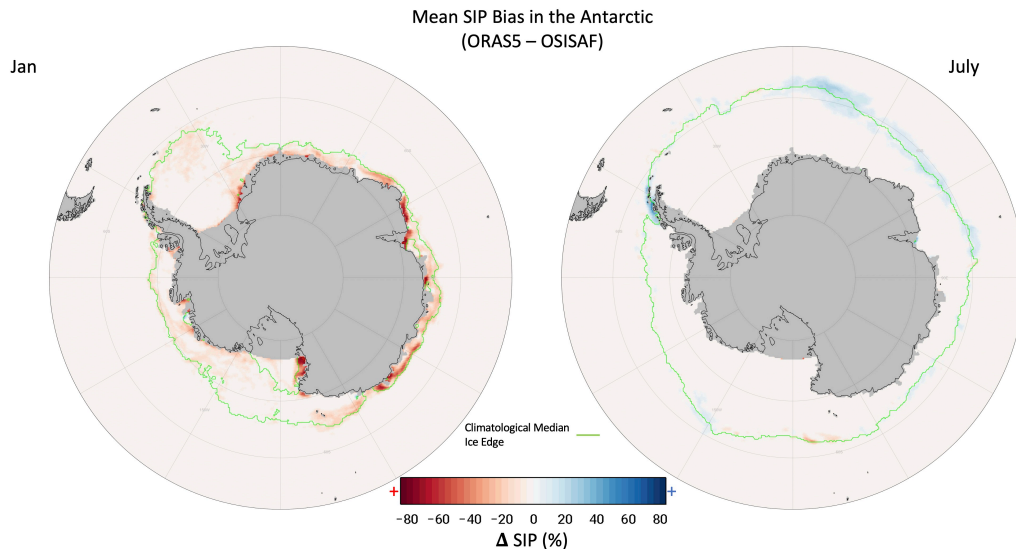 Mean SIP Bias in the Antarctic
(ORAS5 – OSISAF)
Jan
July
Climatological Median
Ice Edge
+
+
-80 -60 -40 -20 0 20 40 60 80
Δ SIP (%)